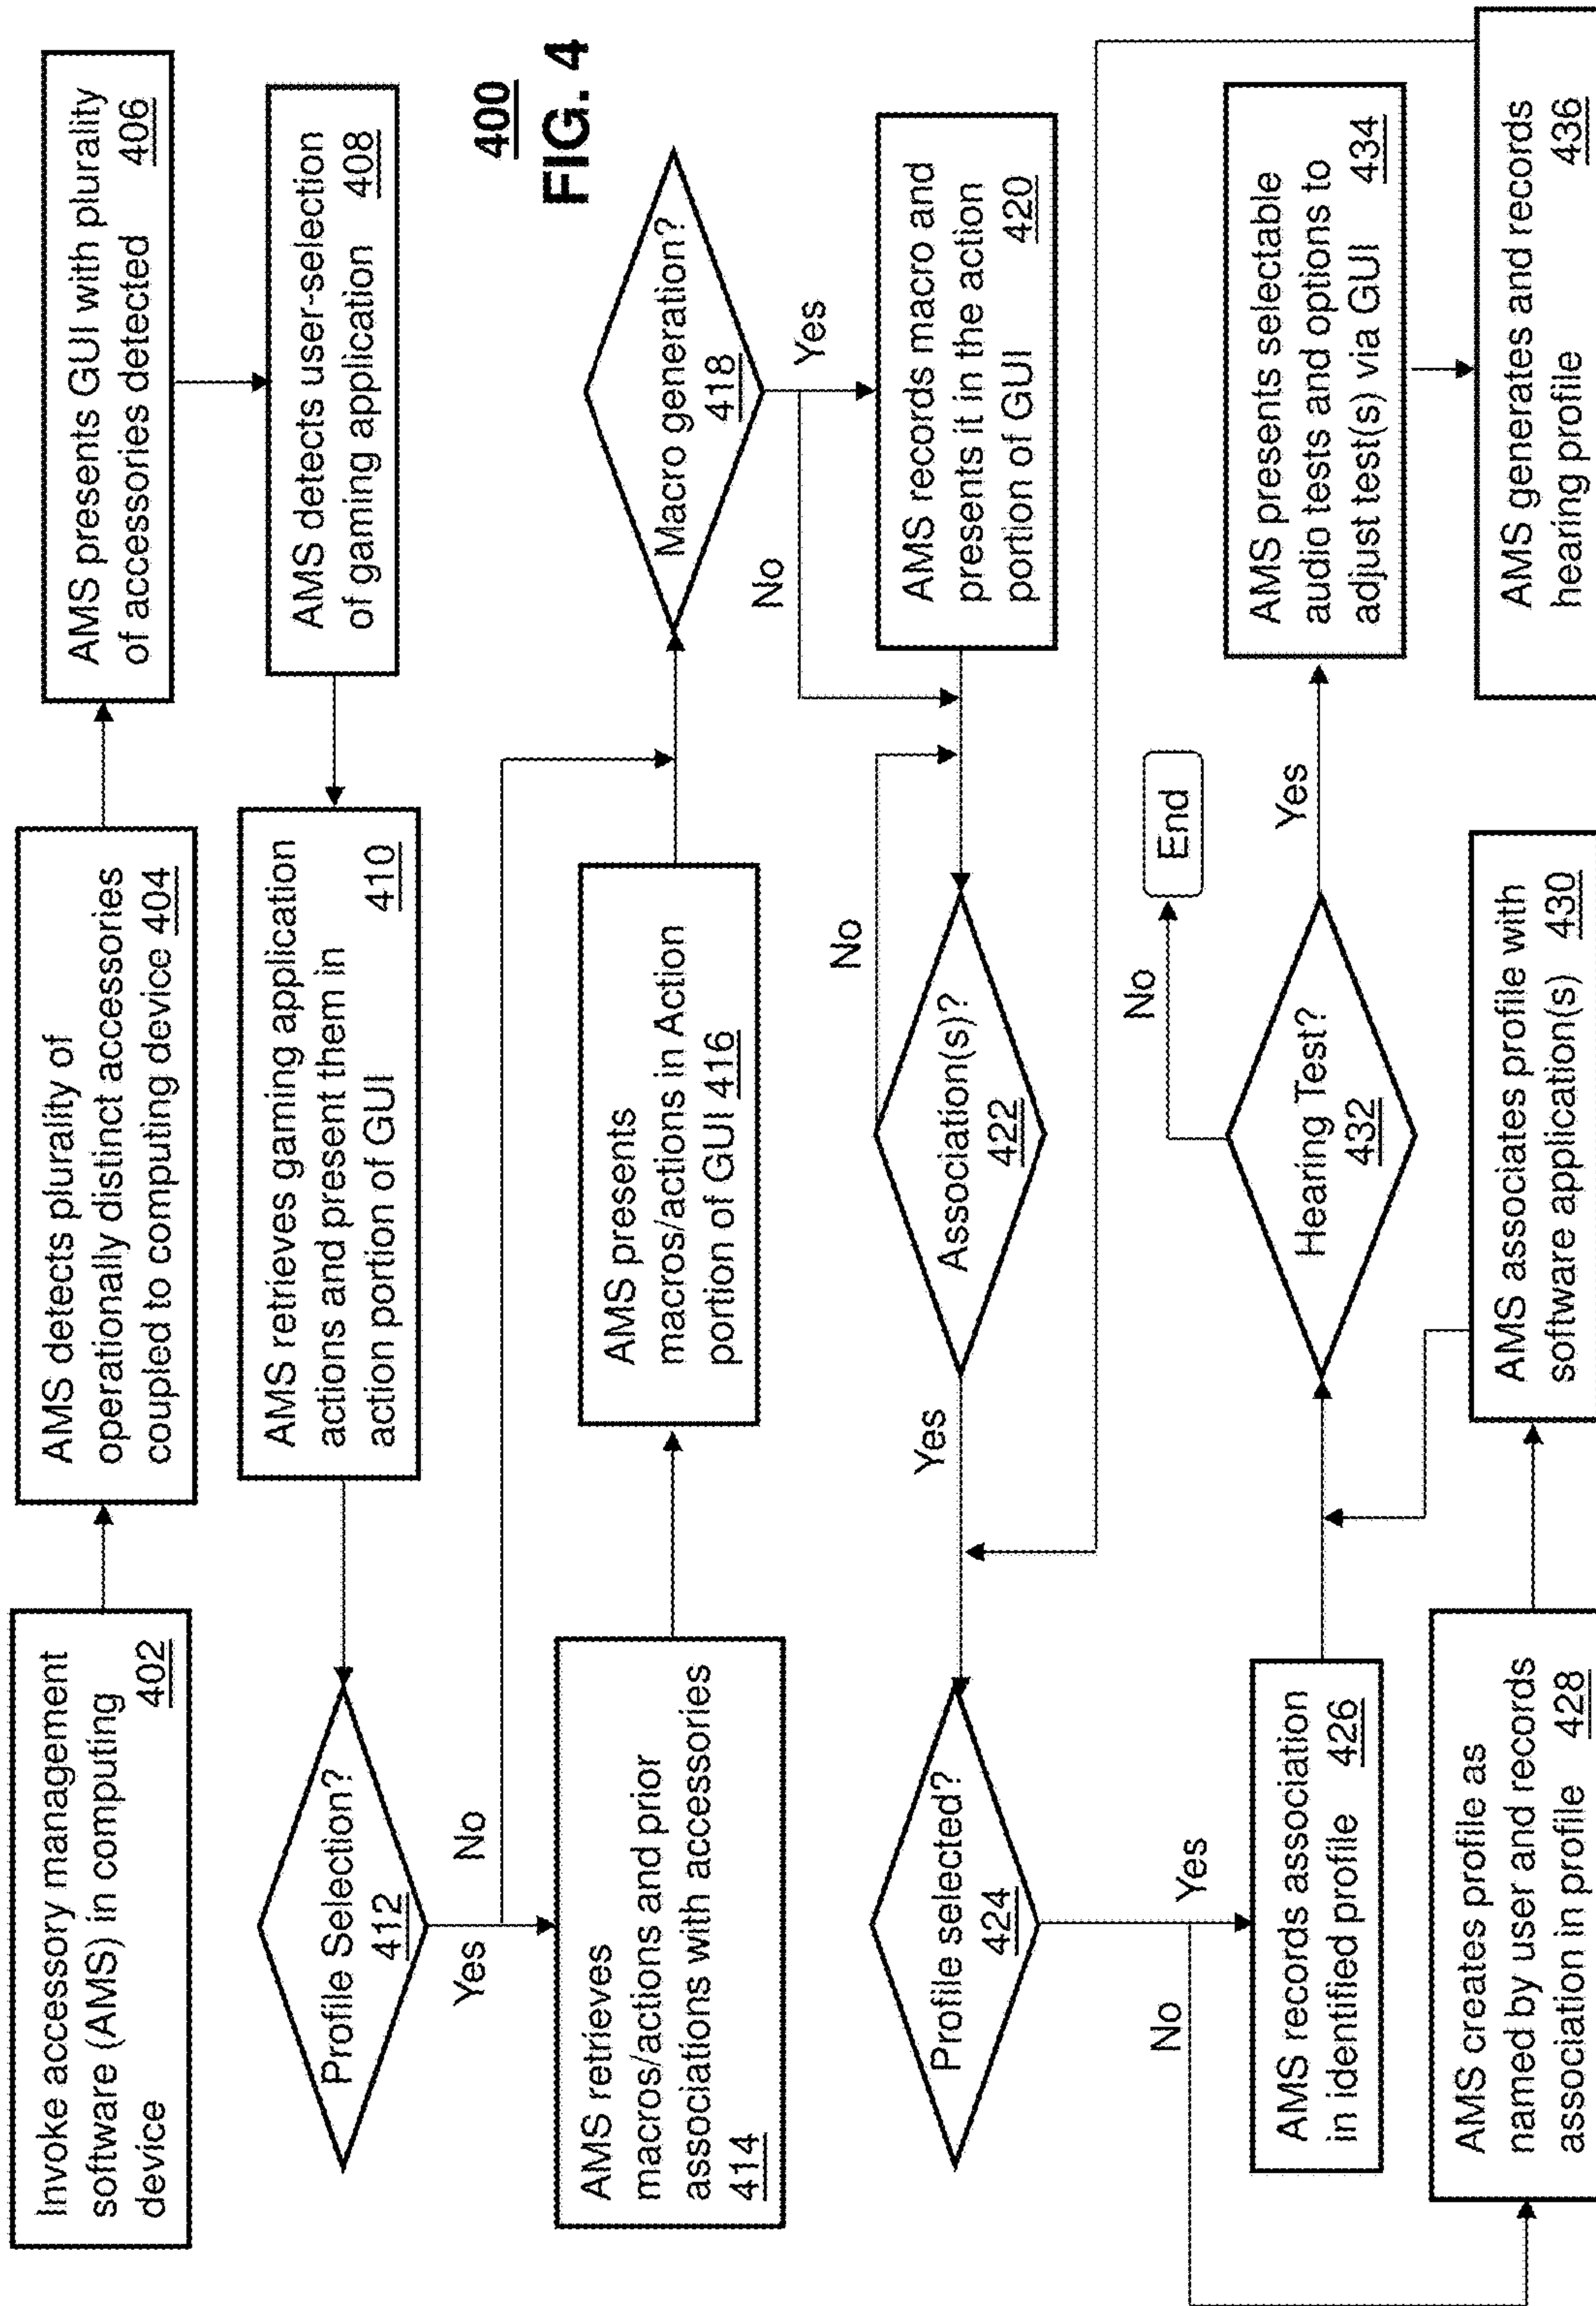 Invoke accessory management
software (AMS) in computing
device 402
AMS detects plurality of
operationally distinct accessories
coupled to computing device 404
AMS presents GUI with plurality
of accessories detected 406
AMS detects user-selection
of gaming application 408
AMS retrieves gaming application
actions and present them in
action portion of GUI 410
Profile Selection?
412
No
Yes
AMS retrieves
macros/actions and prior
associations with accessories
414
AMS presents
macros/actions in Action
portion of GUI 416
Macro generation?
418
400
FIG. 4
No
Yes
AMS records macro and
presents it in the action
portion of GUI 420
No
Association(s)?
422
Yes
Profile selected?
424
Yes
No
AMS records association
in identified profile 426
AMS creates profile as
named by user and records
association in profile 428
AMS associates profile with
software application(s) 430
Hearing Test?
432
No
End
Yes
AMS presents selectable
audio tests and options to
adjust test(s) via GUI 434
AMS generates and records
hearing profile 436